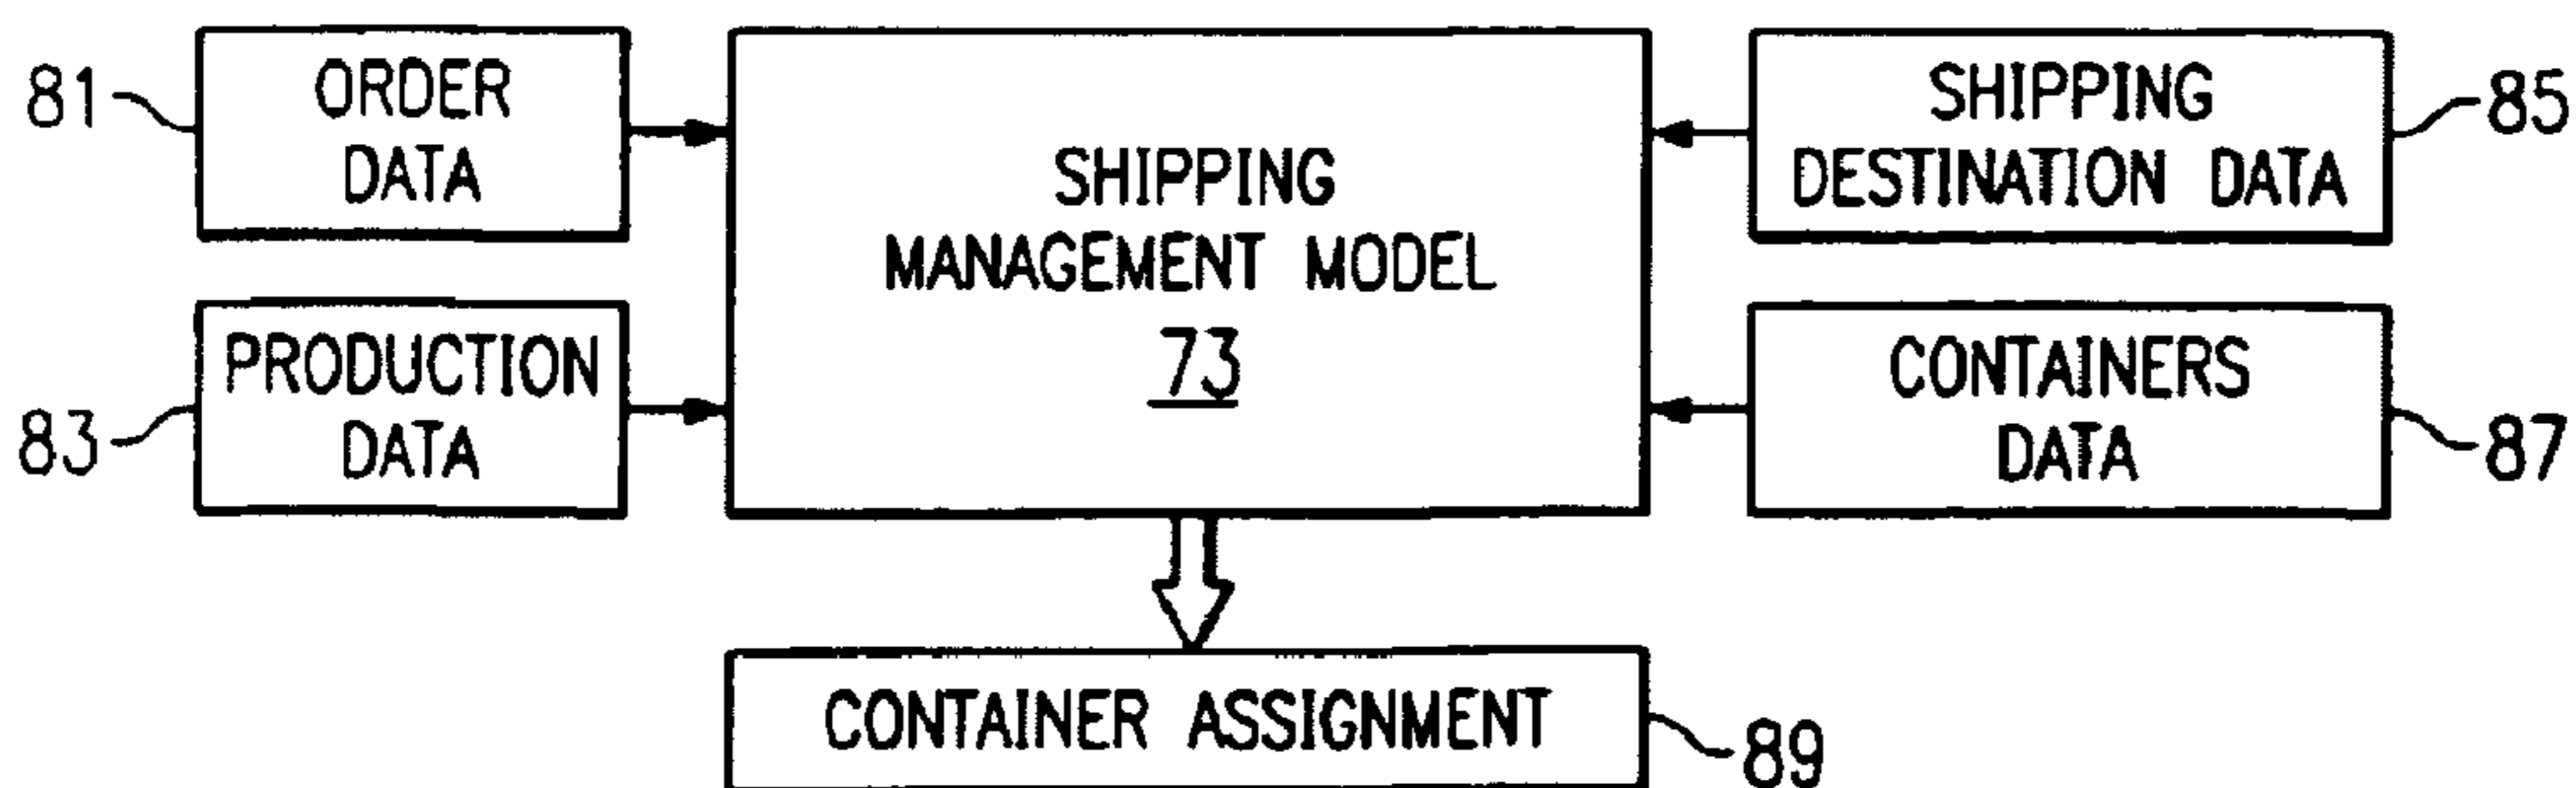 81
ORDER
DATA
SHIPPING
MANAGEMENT MODEL
73
SHIPPING
DESTINATION DATA
85
83
PRODUCTION
DATA
CONTAINERS
DATA
87
CONTAINER ASSIGNMENT
89